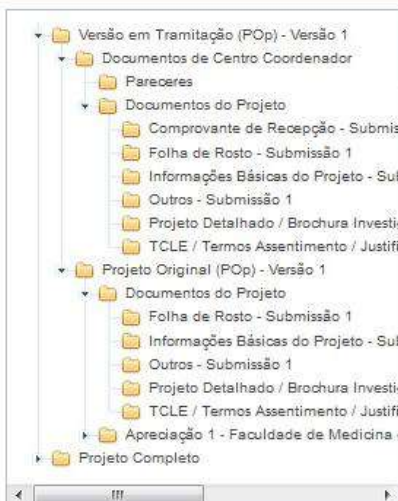 Versão em Tramitação (POp) - Versão 1
Documentos de Centro Coordenador
Pareceres
Documentos do Projeto
Comprovante de Recepção - Submis
Folha de Rosto - Submissão 1
Informações Básicas do Projeto - Sul
Outros - Submissão 1
Projeto Detalhado / Brochura Investi
TCLE / Termos Assentimento / Justifi
Projeto Original (POp) - Versão 1
Documentos do Projeto
Folha de Rosto - Submissão 1
Informações Básicas do Projeto - Sul
Outros - Submissão 1
Projeto Detalhado / Brochura Investi
TCLE / Termos Assentimento / Justifi
Apreciação 1 - Faculdade de Medicina
Projeto Completo